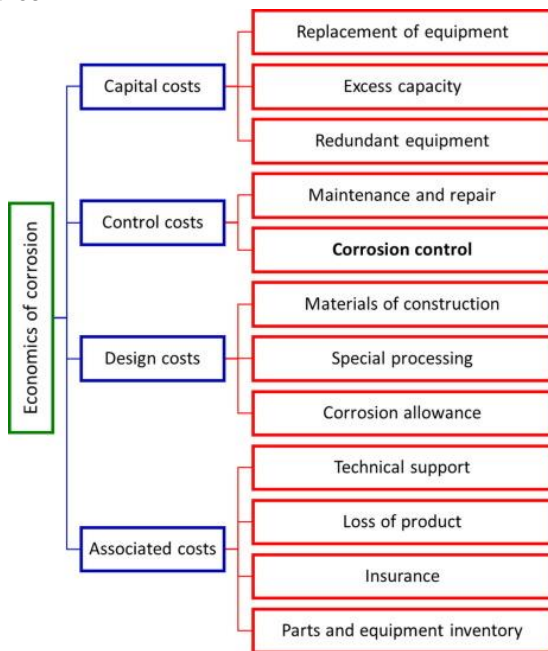 Economics of corrosion
Capital costs
Replacement of equipment
Excess capacity
Redundant equipment
Control costs
Maintenance and repair
Corrosion control
Design costs
Materials of construction
Special processing
Corrosion allowance
Associated costs
Technical support
Loss of product
Insurance
Parts and equipment inventory